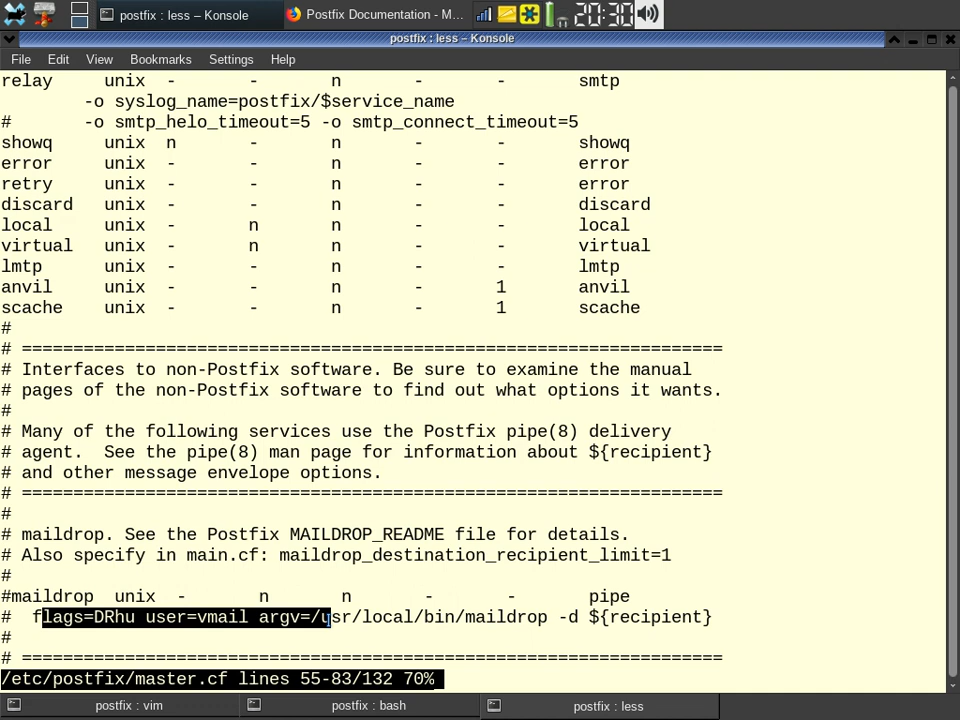 postfix : less – Konsole
Postfix Documentation - M...
20:30
postfix : less – Konsole
File Edit View Bookmarks Settings Help
relay     unix  -       -       n       -       -       smtp
        -o syslog_name=postfix/$service_name
#       -o smtp_helo_timeout=5 -o smtp_connect_timeout=5
showq     unix  n       -       n       -       -       showq
error     unix  -       -       n       -       -       error
retry     unix  -       -       n       -       -       error
discard   unix  -       -       n       -       -       discard
local     unix  -       n       n       -       -       local
virtual   unix  -       n       n       -       -       virtual
lmtp      unix  -       -       n       -       -       lmtp
anvil     unix  -       -       n       -       1       anvil
scache    unix  -       -       n       -       1       scache
#
# ====================================================================
# Interfaces to non-Postfix software. Be sure to examine the manual
# pages of the non-Postfix software to find out what options it wants.
#
# Many of the following services use the Postfix pipe(8) delivery
# agent.  See the pipe(8) man page for information about ${recipient}
# and other message envelope options.
# ====================================================================
#
# maildrop. See the Postfix MAILDROP_README file for details.
# Also specify in main.cf: maildrop_destination_recipient_limit=1
#
#maildrop  unix  -       n       n       -       -       pipe
#  flags=DRhu user=vmail argv=/usr/local/bin/maildrop -d ${recipient}
#
# ====================================================================
/etc/postfix/master.cf lines 55-83/132 70%
postfix : vim
postfix : bash
postfix : less